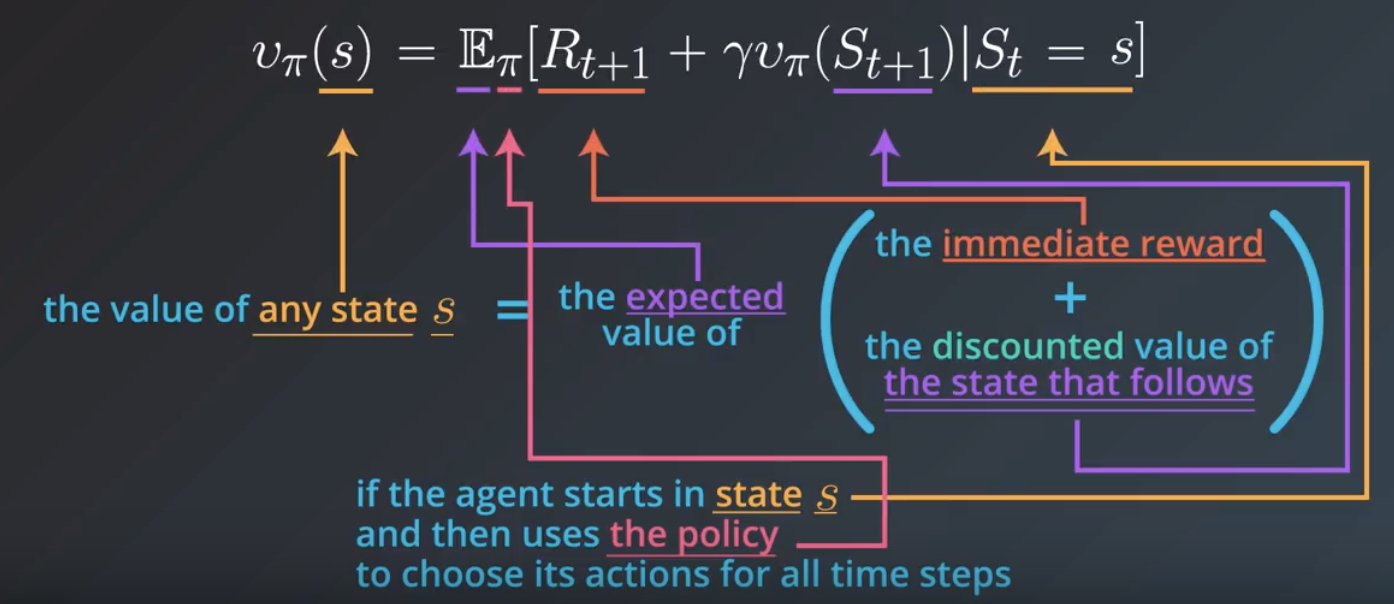 υπ(s) = 𝔼π[Rt+1 + γυπ(St+1)|St = s]
the value of any state s
=
the expected
value of
the immediate reward
+
the discounted value of
the state that follows
if the agent starts in state s
and then uses the policy
to choose its actions for all time steps